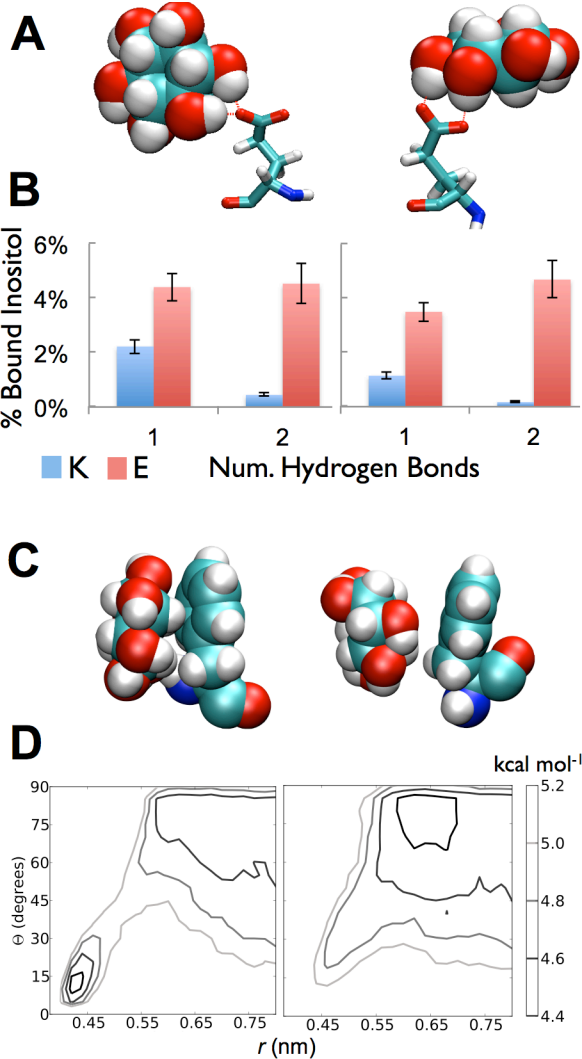 A
B
% Bound Inositol
6%
4%
2%
0%
1 2 1 2
K E Num. Hydrogen Bonds
C
D
kcal mol-1
Θ (degrees)
90
75
60
45
30
15
0
5.2
5.0
4.8
4.6
4.4
0.45 0.55 0.65 0.75 0.45 0.55 0.65 0.75
r (nm)